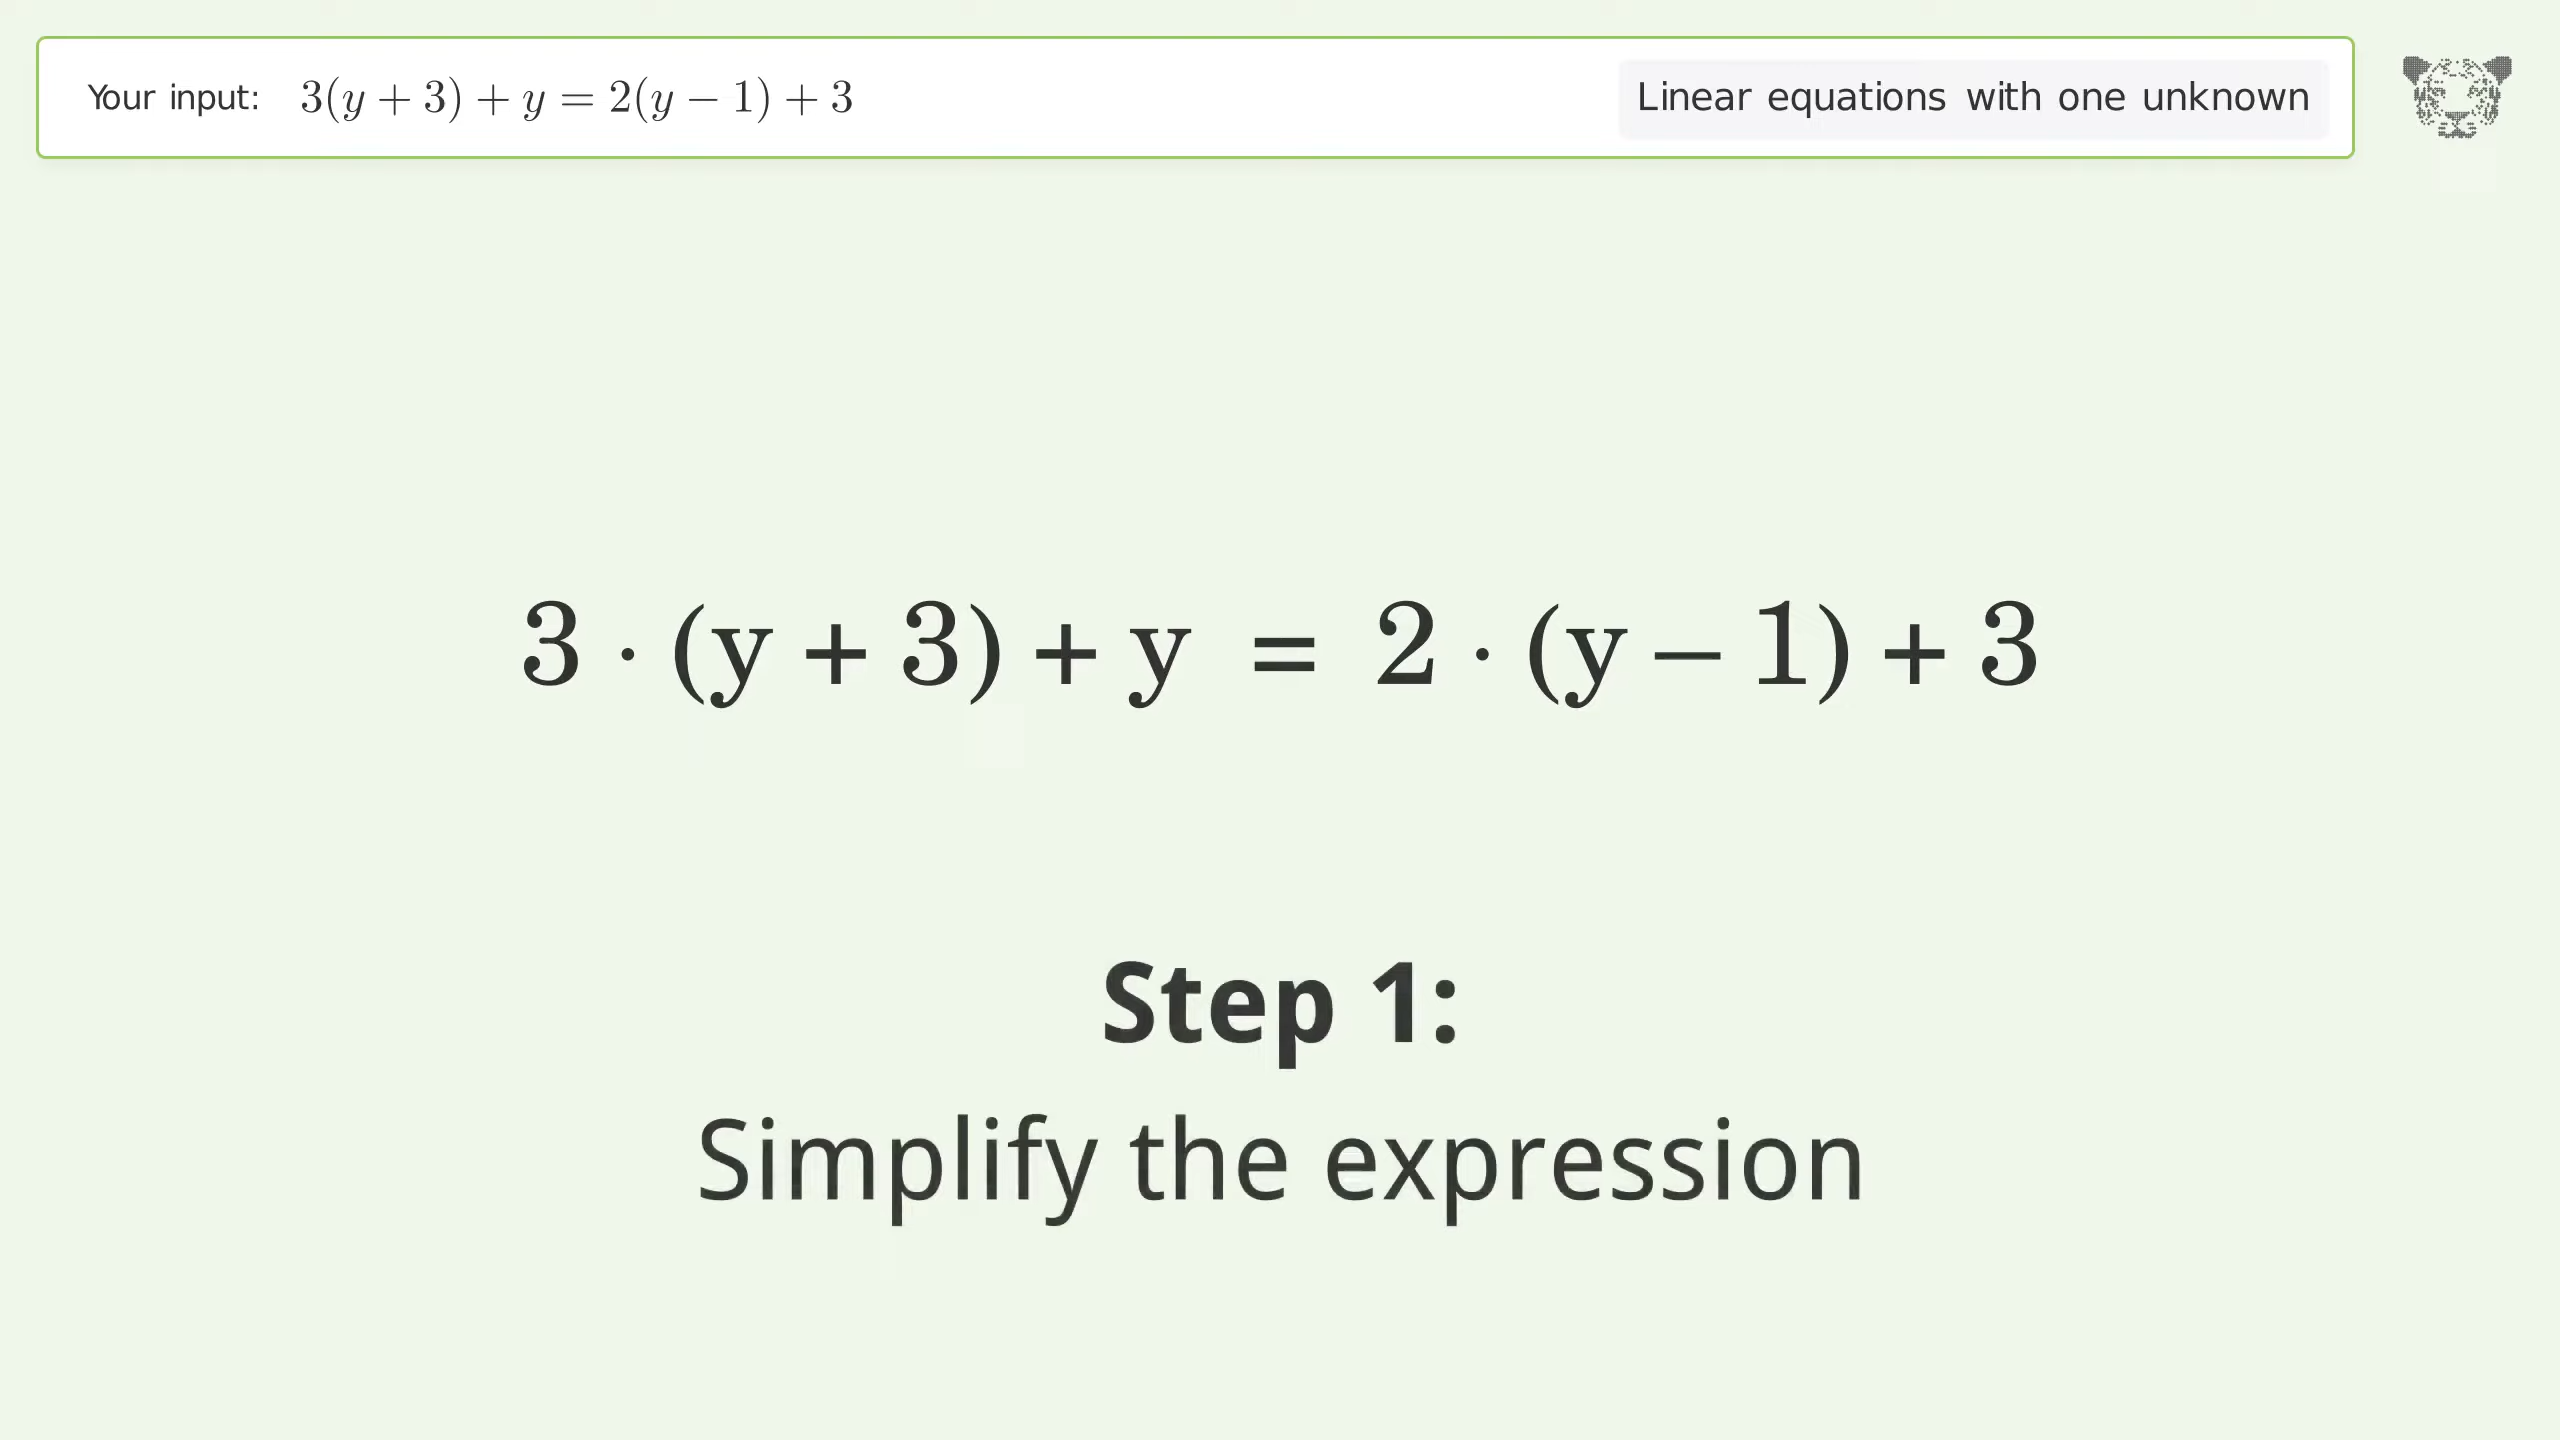 Your input: 3(y + 3) + y = 2(y − 1) + 3
Linear equations with one unknown
3 · (y + 3) + y = 2 · (y − 1) + 3
Step 1:
Simplify the expression